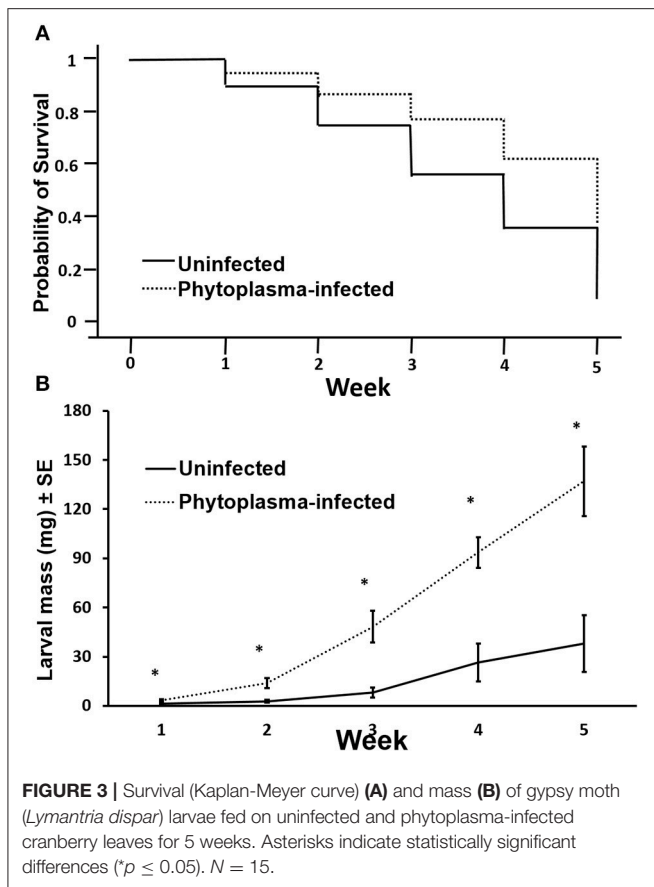 A
Probability of Survival
1
0.8
0.6
0.4
0.2
0
Uninfected
Phytoplasma-infected
0 1 2 3 4 5
Week
B
Larval mass (mg) ± SE
180
150
120
90
60
30
0
Uninfected
Phytoplasma-infected
* * * * *
1 2 3 4 5
Week
FIGURE 3 | Survival (Kaplan-Meyer curve) (A) and mass (B) of gypsy moth
(Lymantria dispar) larvae fed on uninfected and phytoplasma-infected
cranberry leaves for 5 weeks. Asterisks indicate statistically significant
differences (*p ≤ 0.05). N = 15.